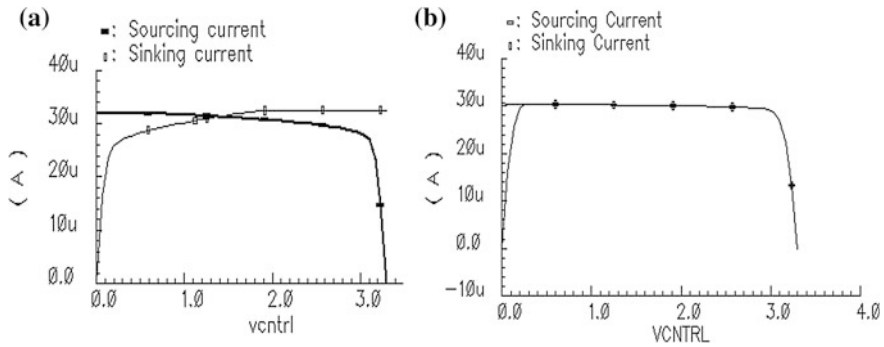 (a)
: Sourcing current
: Sinking current
40u
30u
20u
10u
0.0
( A )
0.0 1.0 2.0 3.0
vcntrl
(b)
: Sourcing Current
: Sinking Current
40u
30u
20u
10u
0.0
-10u
( A )
0.0 1.0 2.0 3.0 4.0
VCNTRL